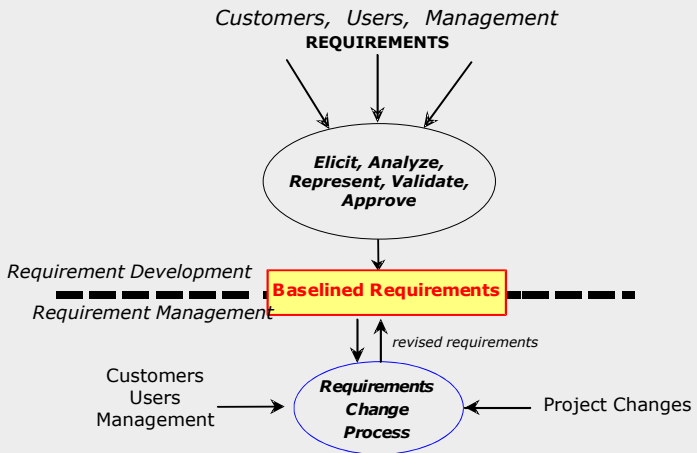 Customers, Users, Management
REQUIREMENTS
Elicit, Analyze,
Represent, Validate,
Approve
Requirement Development
Baselined Requirements
Requirement Management
revised requirements
Customers
Users
Management
Requirements
Change
Process
Project Changes